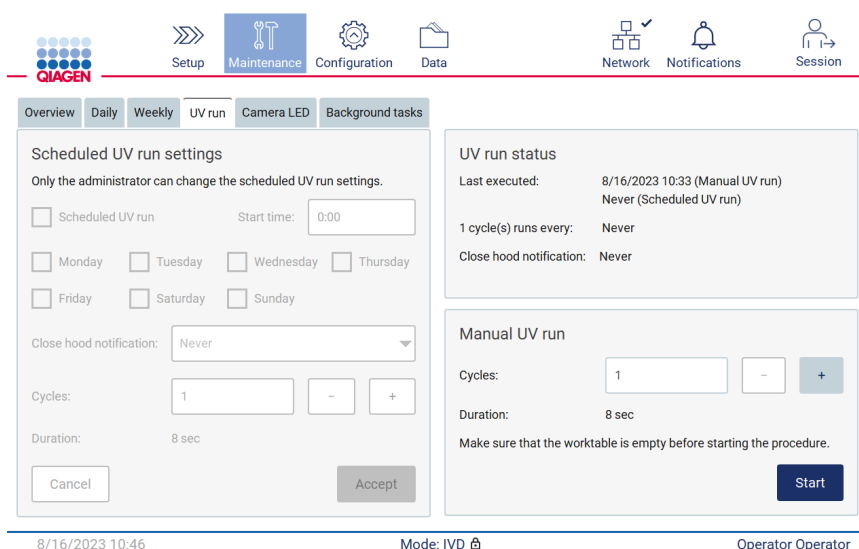 QIAGEN
Setup
Maintenance
Configuration
Data
Network
Notifications
Session
Overview
Daily
Weekly
UV run
Camera LED
Background tasks
Scheduled UV run settings
Only the administrator can change the scheduled UV run settings.
Scheduled UV run
Start time:
0:00
Monday
Tuesday
Wednesday
Thursday
Friday
Saturday
Sunday
Close hood notification:
Never
Cycles:
1
-
+
Duration:
8 sec
Cancel
Accept
UV run status
Last executed:
8/16/2023 10:33 (Manual UV run)
Never (Scheduled UV run)
1 cycle(s) runs every:
Never
Close hood notification:
Never
Manual UV run
Cycles:
1
-
+
Duration:
8 sec
Make sure that the worktable is empty before starting the procedure.
Start
8/16/2023 10:46
Mode: IVD
Operator Operator